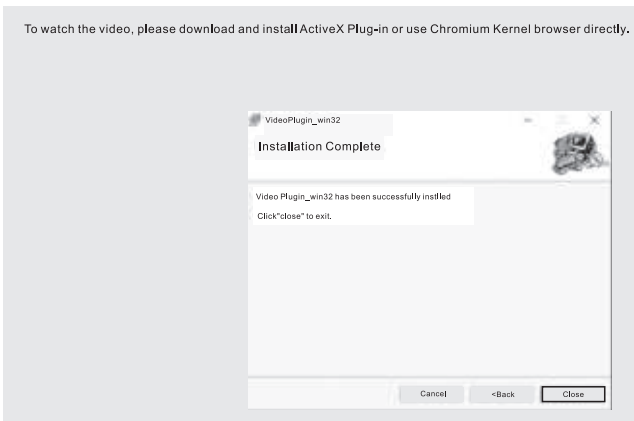 To watch the video, please download and install ActiveX Plug-in or use Chromium Kernel browser directly.
VideoPlugin_win32
Installation Complete
Video Plugin_win32 has been successfully instlled
Click"close" to exit.
Cancel
<Back
Close